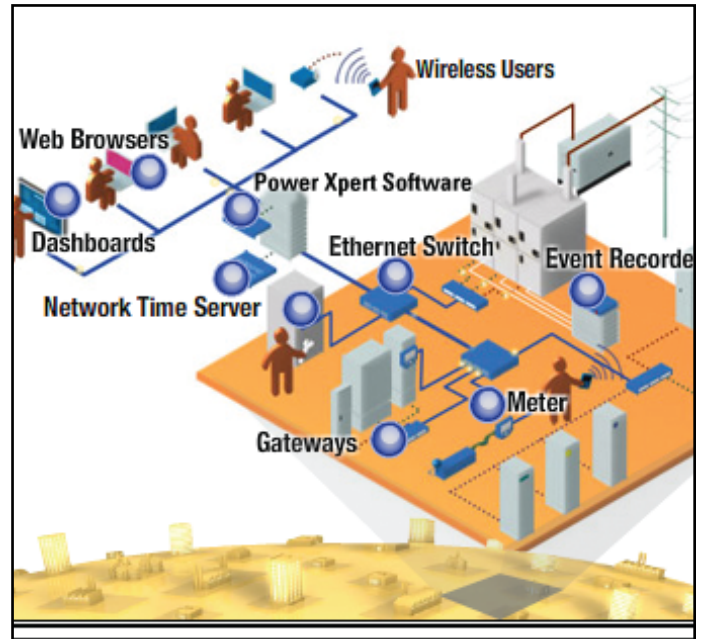 Wireless Users
Web Browsers
Power Xpert Software
Dashboards
Ethernet Switch
Event Recorde
Network Time Server
Meter
Gateways